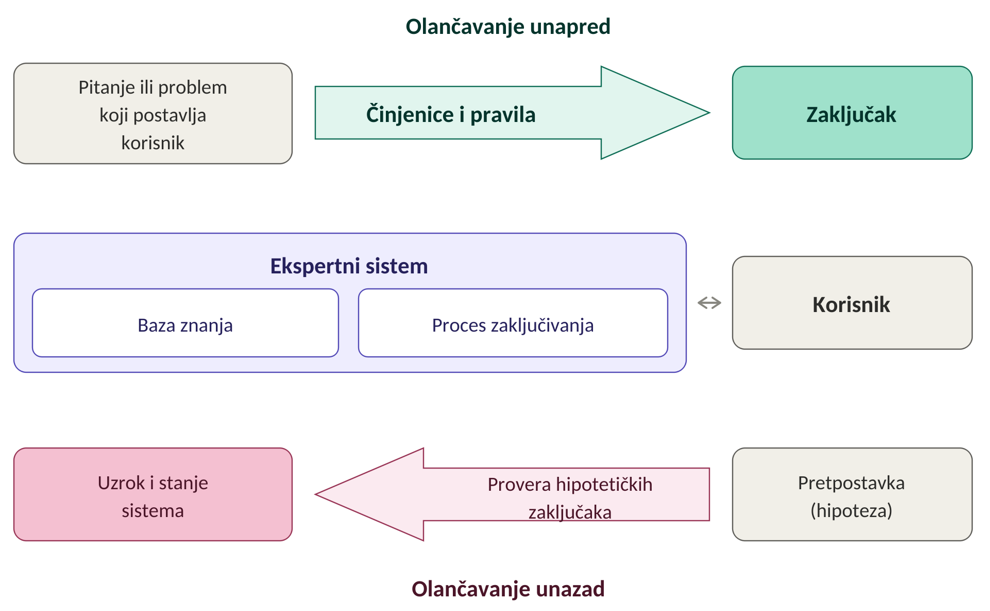 Olančavanje unapred
Pitanje ili problem
koji postavlja
korisnik
Činjenice i pravila
Zaključak
Ekspertni sistem
Baza znanja
Proces zaključivanja
Korisnik
Uzrok i stanje
sistema
Provera hipotetičkih
zaključaka
Pretpostavka
(hipoteza)
Olančavanje unazad